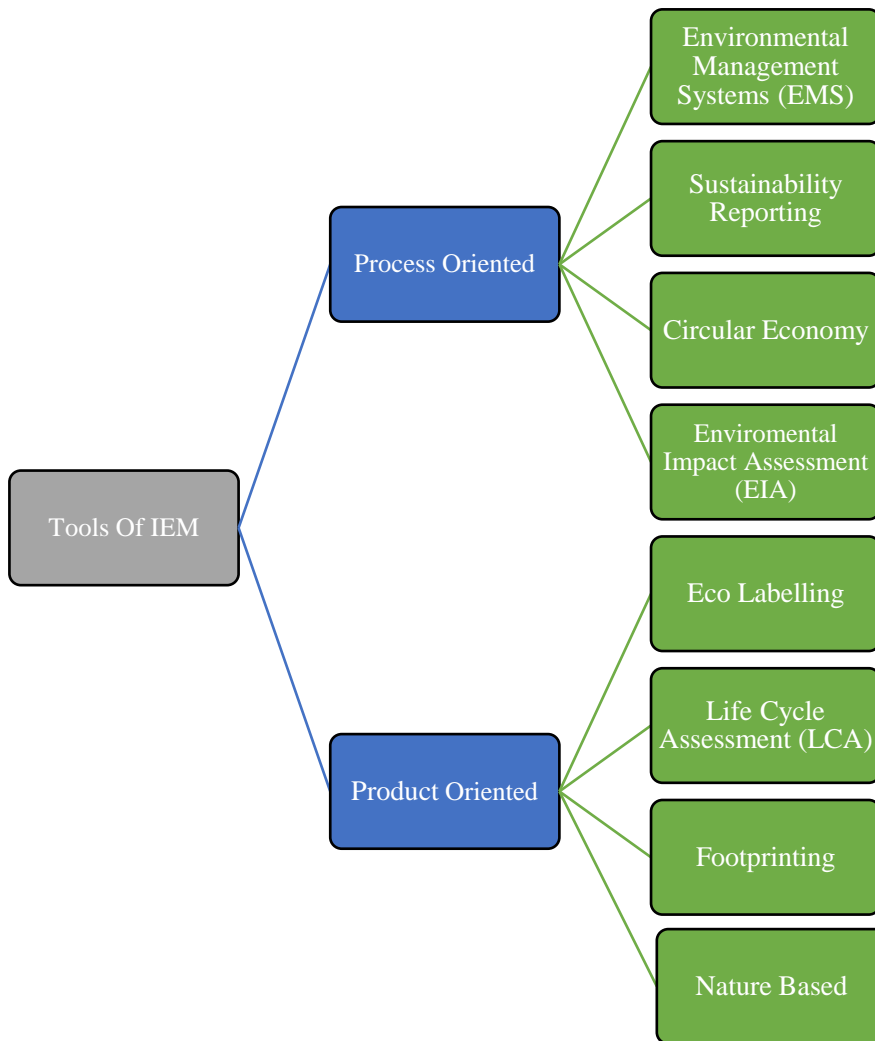 Environmental
Management
Systems (EMS)
Sustainability
Reporting
Process Oriented
Circular Economy
Enviromental
Impact Assessment
(EIA)
Tools Of IEM
Eco Labelling
Life Cycle
Assessment (LCA)
Product Oriented
Footprinting
Nature Based